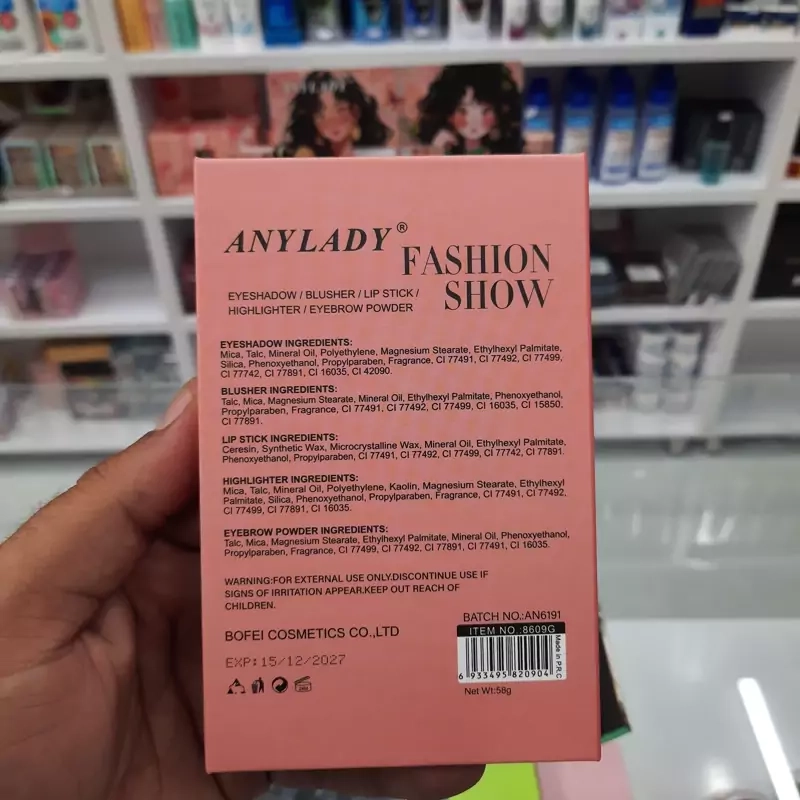 ANYLADY®
FASHION
SHOW
EYESHADOW / BLUSHER / LIP STICK /
HIGHLIGHTER / EYEBROW POWDER
EYESHADOW INGREDIENTS:
Mica, Talc, Mineral Oil, Polyethylene, Magnesium Stearate, Ethylhexyl Palmitate,
Silica, Phenoxyethanol, Propylparaben, Fragrance, CI 77491, CI 77492, CI 77499,
CI 77742, CI 77891, CI 16035, CI 42090.
BLUSHER INGREDIENTS:
Talc, Mica, Magnesium Stearate, Mineral Oil, Ethylhexyl Palmitate, Phenoxyethanol,
Propylparaben, Fragrance, CI 77491, CI 77492, CI 77499, CI 16035, CI 15850.
CI 77891.
LIP STICK INGREDIENTS:
Ceresin, Synthetic Wax, Microcrystalline Wax, Mineral Oil, Ethylhexyl Palmitate,
Phenoxyethanol, Propylparaben, CI 77491, CI 77492, CI 77499, CI 77742, CI 77891.
HIGHLIGHTER INGREDIENTS:
Mica, Talc, Mineral Oil, Polyethylene, Kaolin, Magnesium Stearate, Ethylhexyl
Palmitate, Silica, Phenoxyethanol, Propylparaben, Fragrance, CI 77491, CI 77492,
CI 77499, CI 77891, CI 16035.
EYEBROW POWDER INGREDIENTS:
Talc, Mica, Magnesium Stearate, Ethylhexyl Palmitate, Mineral Oil, Phenoxyethanol,
Propylparaben, Fragrance, CI 77499, CI 77492, CI 77891, CI 77491, CI 16035.
WARNING:FOR EXTERNAL USE ONLY.DISCONTINUE USE IF
SIGNS OF IRRITATION APPEAR.KEEP OUT REACH OF
CHILDREN.
BATCH NO.:AN6191
BOFEI COSMETICS CO.,LTD
ITEM NO.:8609G
Made in P.R.C
EXP:15/12/2027
6 933495 820904
Net Wt:58g